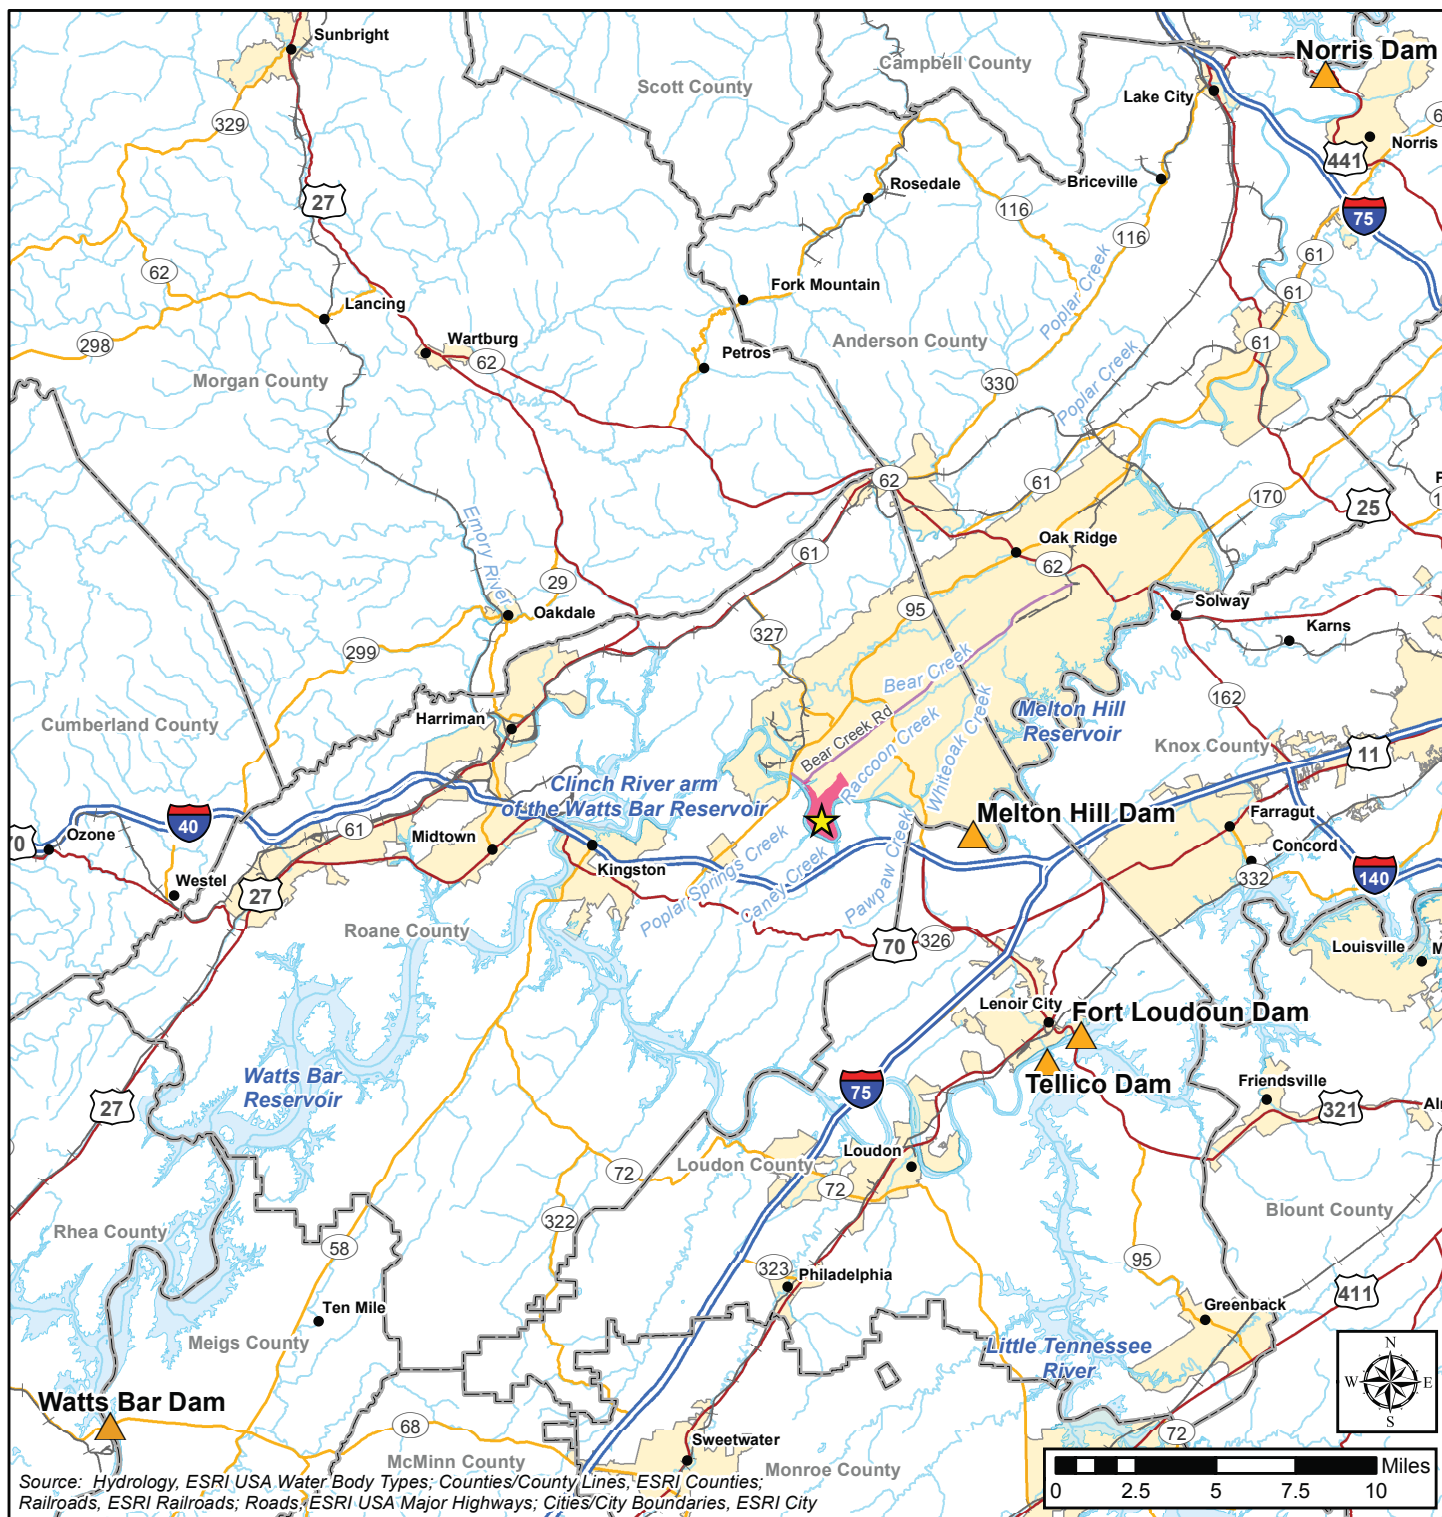 Sunbright
Scott County
Campbell County
Norris Dam
Lake City
329
Norris
441
27
Rosedale
Briceville
116
75
116
Poplar Creek
61
62
Fork Mountain
61
Lancing
298
Wartburg
Anderson County
61
62
Petros
Poplar Creek
Morgan County
330
62
61
170
25
Emory River
Oak Ridge
61
62
29
Oakdale
95
Solway
Karns
327
299
Bear Creek
162
Melton Hill
Reservoir
Cumberland County
Harriman
Bear Creek Rd
Raccoon Creek
Whiteoak Creek
Knox County
11
Clinch River arm
of the Watts Bar Reservoir
Melton Hill Dam
40
61
Midtown
Farragut
70
Ozone
Concord
Kingston
Poplar Springs Creek
Caney Creek
Pawpaw Creek
140
Westel
27
332
Roane County
70
326
Louisville
M
Lenoir City
Fort Loudoun Dam
Watts Bar
Reservoir
75
Tellico Dam
Friendsville
27
321
Loudon County
Loudon
72
72
Rhea County
322
Blount County
58
323
Philadelphia
95
Ten Mile
411
Greenback
Meigs County
Little Tennessee
River
N
W
E
S
Watts Bar Dam
68
72
Sweetwater
McMinn County
Monroe County
Miles
0
2.5
5
7.5
10
Source: Hydrology, ESRI USA Water Body Types; Counties/County Lines, ESRI Counties;
Railroads, ESRI Railroads; Roads, ESRI USA Major Highways; Cities/City Boundaries, ESRI City